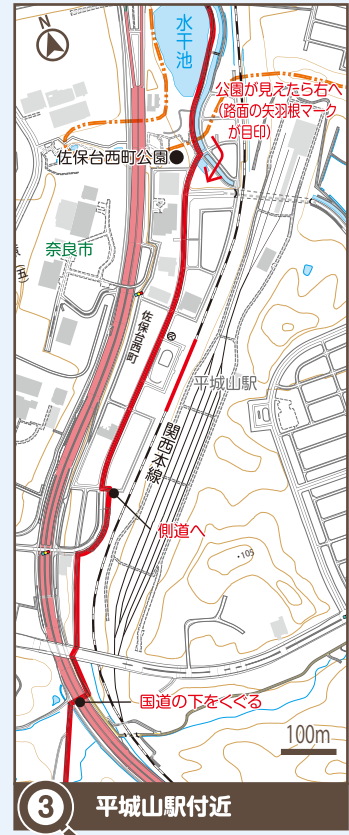 N
水干池
公園が見えたら右へ
(路面の矢羽根マーク
が目印)
佐保台西町公園
奈良市
(五)
佐保台西町
平城山駅
関西本線
側道へ
・105
国道の下をくぐる
100m
3 平城山駅付近